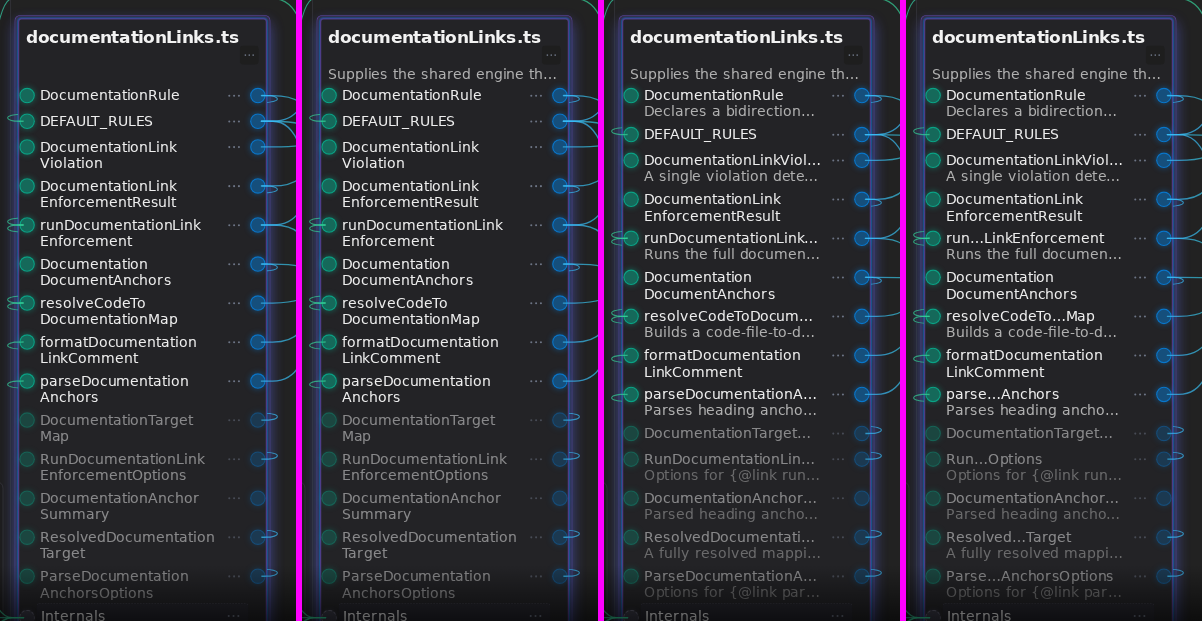 documentationLinks.ts
...
DocumentationRule ...
DEFAULT_RULES ...
DocumentationLink ...
Violation
DocumentationLink ...
EnforcementResult
runDocumentationLink ...
Enforcement
Documentation ...
DocumentAnchors
resolveCodeTo ...
DocumentationMap
formatDocumentation ...
LinkComment
parseDocumentation ...
Anchors
DocumentationTarget ...
Map
RunDocumentationLink ...
EnforcementOptions
DocumentationAnchor ...
Summary
ResolvedDocumentation ...
Target
ParseDocumentation ...
AnchorsOptions
Internals
documentationLinks.ts
...
Supplies the shared engine th...
DocumentationRule ...
DEFAULT_RULES ...
DocumentationLink ...
Violation
DocumentationLink ...
EnforcementResult
runDocumentationLink ...
Enforcement
Documentation ...
DocumentAnchors
resolveCodeTo ...
DocumentationMap
formatDocumentation ...
LinkComment
parseDocumentation ...
Anchors
DocumentationTarget ...
Map
RunDocumentationLink ...
EnforcementOptions
DocumentationAnchor ...
Summary
ResolvedDocumentation ...
Target
ParseDocumentation ...
AnchorsOptions
Internals
documentationLinks.ts
...
Supplies the shared engine th...
DocumentationRule ...
Declares a bidirection...
DEFAULT_RULES ...
DocumentationLinkViol... ...
A single violation dete...
DocumentationLink ...
EnforcementResult
runDocumentationLink... ...
Runs the full documen...
Documentation ...
DocumentAnchors
resolveCodeToDocum... ...
Builds a code-file-to-d...
formatDocumentation ...
LinkComment
parseDocumentationA... ...
Parses heading ancho...
DocumentationTarget... ...
RunDocumentationLin... ...
Options for {@link run...
DocumentationAnchor... ...
Parsed heading ancho...
ResolvedDocumentati... ...
A fully resolved mappi...
ParseDocumentationA... ...
Options for {@link par...
Internals
documentationLinks.ts
...
Supplies the shared engine th...
DocumentationRule ...
Declares a bidirection...
DEFAULT_RULES ...
DocumentationLinkViol... ...
A single violation dete...
DocumentationLink ...
EnforcementResult
run...LinkEnforcement ...
Runs the full documen...
Documentation ...
DocumentAnchors
resolveCodeTo...Map ...
Builds a code-file-to-d...
formatDocumentation ...
LinkComment
parse...Anchors ...
Parses heading ancho...
DocumentationTarget... ...
Run...Options ...
Options for {@link run...
DocumentationAnchor... ...
Parsed heading ancho...
Resolved...Target ...
A fully resolved mappi...
Parse...AnchorsOptions ...
Options for {@link par...
Internals